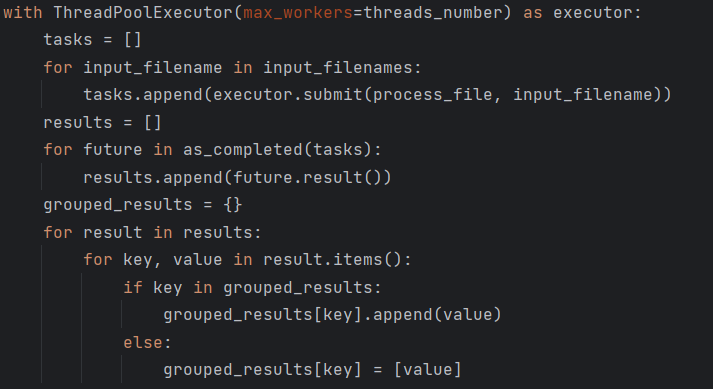 with ThreadPoolExecutor(max_workers=threads_number) as executor:
    tasks = []
    for input_filename in input_filenames:
        tasks.append(executor.submit(process_file, input_filename))
    results = []
    for future in as_completed(tasks):
        results.append(future.result())
    grouped_results = {}
    for result in results:
        for key, value in result.items():
            if key in grouped_results:
                grouped_results[key].append(value)
            else:
                grouped_results[key] = [value]